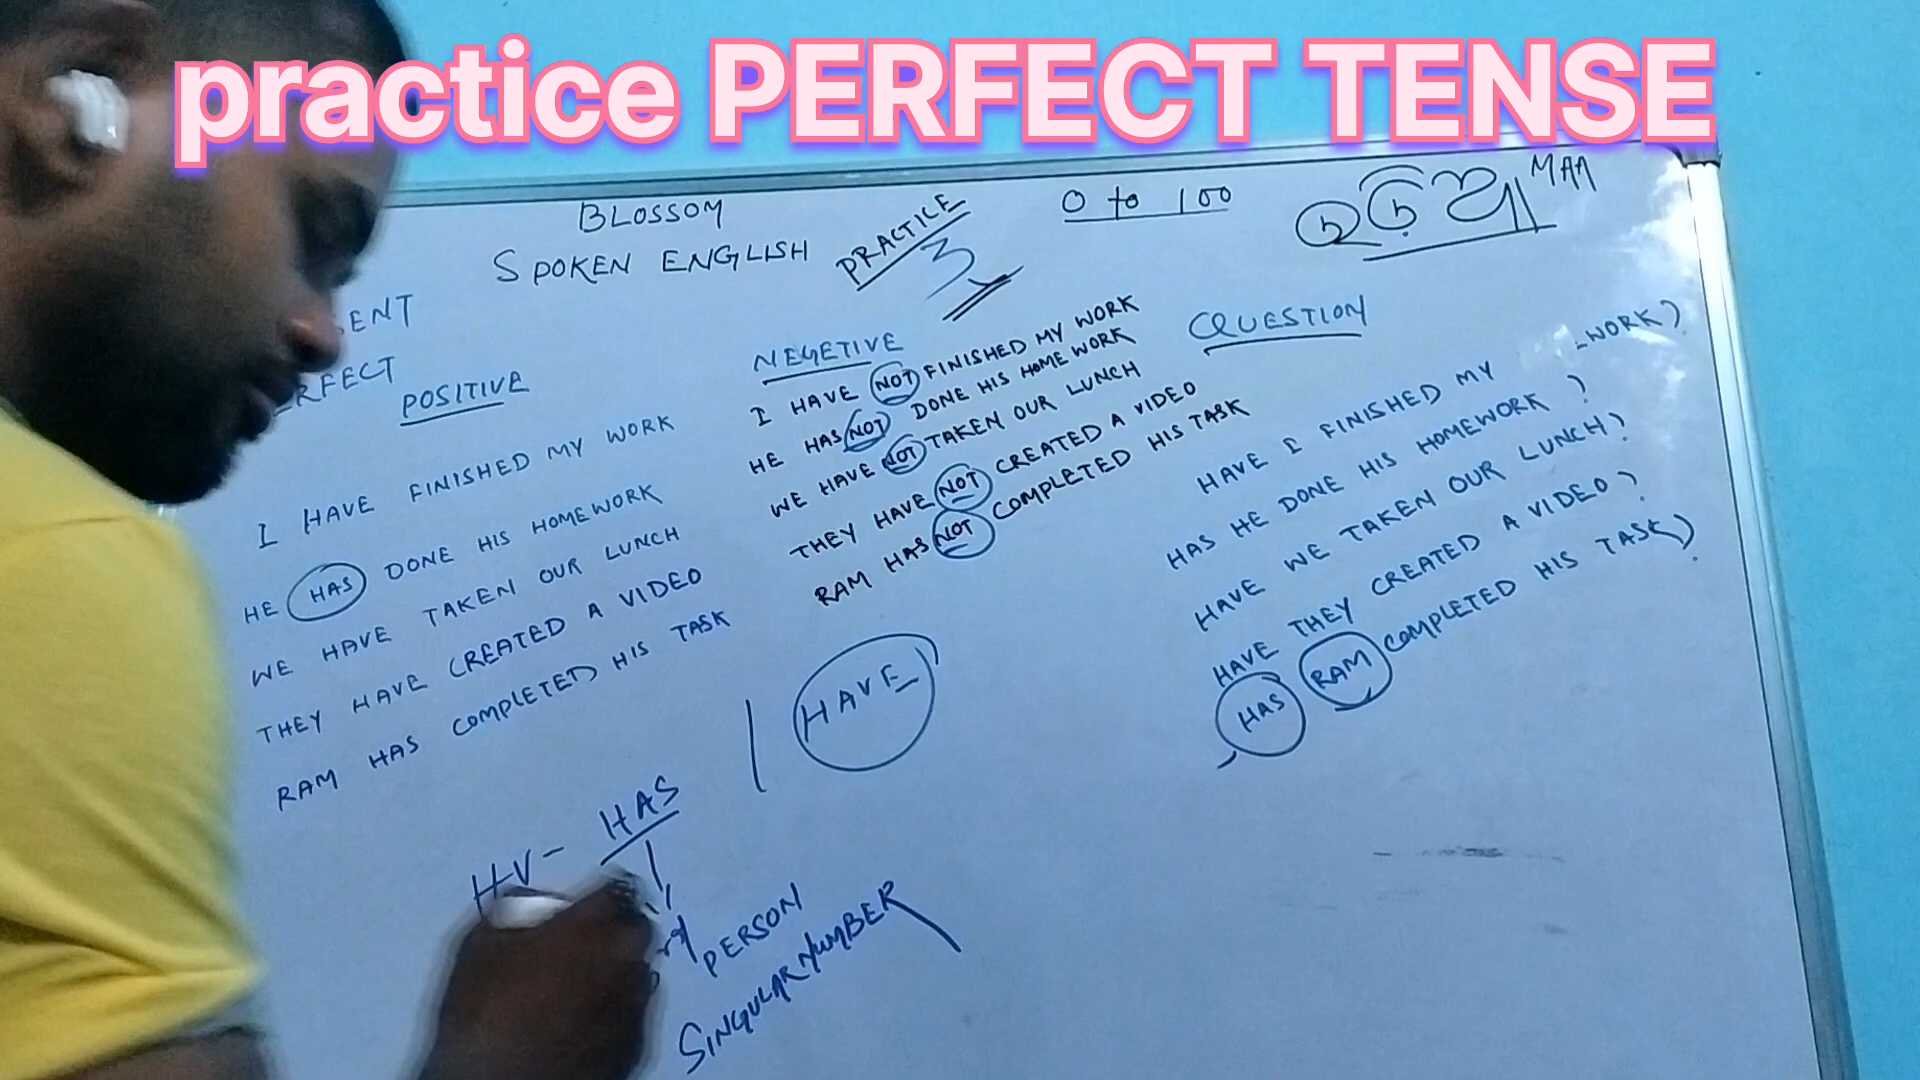 practice PERFECT TENSE
BLOSSOM
SPOKEN ENGLISH
PRACTICE
3
0 to 100
MAA
POSITIVE
I HAVE FINISHED MY WORK
HE HAS DONE HIS HOMEWORK
WE HAVE TAKEN OUR LUNCH
THEY HAVE CREATED A VIDEO
RAM HAS COMPLETED HIS TASK
NEGETIVE
I HAVE NOT FINISHED MY WORK
HE HAS NOT DONE HIS HOME WORK
WE HAVE NOT TAKEN OUR LUNCH
THEY HAVE NOT CREATED A VIDEO
RAM HAS NOT COMPLETED HIS TASK
QUESTION
HAVE I FINISHED MY WORK?
HAS HE DONE HIS HOMEWORK?
HAVE WE TAKEN OUR LUNCH?
HAVE THEY CREATED A VIDEO?
HAS RAM COMPLETED HIS TASK?
HV - HAS | HAVE
PERSON
SINGULAR NUMBER